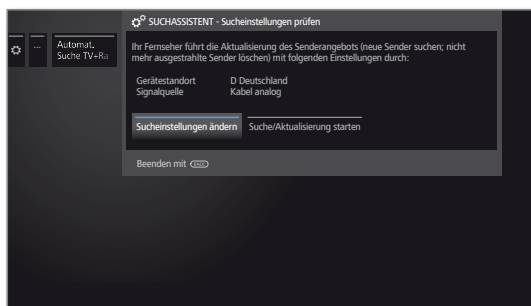 SUCHASSISTENT - Sucheinstellungen prüfen
...
Automat.
Suche TV+Ra
Ihr Fernseher führt die Aktualisierung des Senderangebots (neue Sender suchen; nicht
mehr ausgestrahlte Sender löschen) mit folgenden Einstellungen durch:
Gerätestandort D Deutschland
Signalquelle Kabel analog
Sucheinstellungen ändern Suche/Aktualisierung starten
Beenden mit BACK